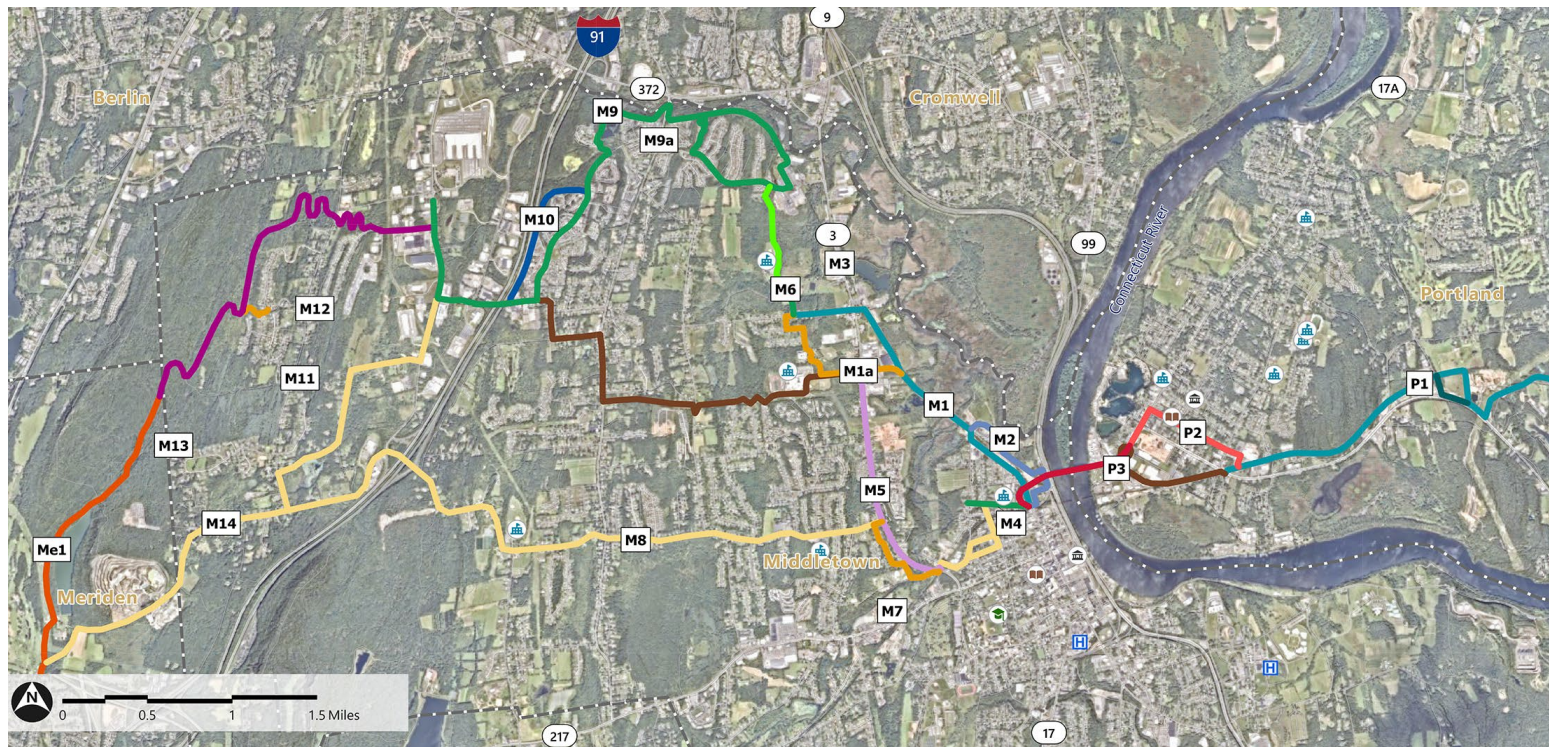 9
91
372
17A
Berlin
Cromwell
M9
M9a
M10
3
99
M3
Connecticut River
M6
Portland
M12
M11
M1a
P1
M1
M13
M2
P2
P3
M5
M4
M14
M8
Me1
Middletown
Meriden
M7
H
H
N
0 0.5 1 1.5 Miles
217
17